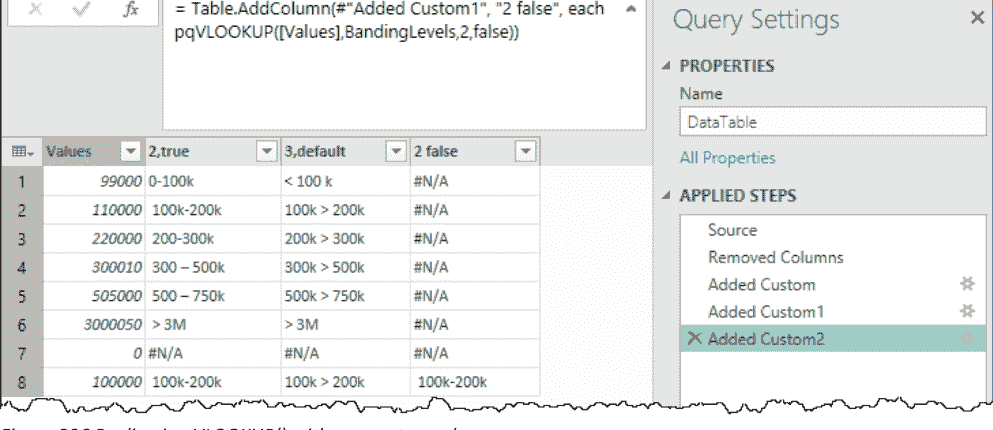 fx
= Table.AddColumn(#"Added Custom1", "2 false", each
pqVLOOKUP([Values],BandingLevels,2,false))
Values 2,true 3,default 2 false
1 99000 0-100k < 100 k #N/A
2 110000 100k-200k 100k > 200k #N/A
3 220000 200-300k 200k > 300k #N/A
4 300010 300 – 500k 300k > 500k #N/A
5 505000 500 – 750k 500k > 750k #N/A
6 3000050 > 3M > 3M #N/A
7 0 #N/A #N/A #N/A
8 100000 100k-200k 100k > 200k 100k-200k
Query Settings
PROPERTIES
Name
DataTable
All Properties
APPLIED STEPS
Source
Removed Columns
Added Custom
Added Custom1
Added Custom2